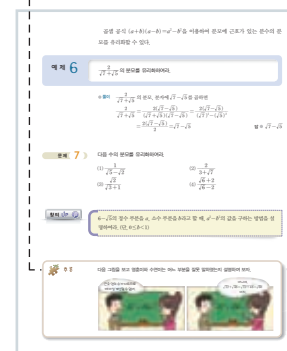 곱셈 공식 (a+b)(a-b)=a²-b²을 이용하여 분모에 근호가 있는 분수의 분
모를 유리화할 수 있다.
예제 6
2/(√7+√5) 의 분모를 유리화하여라.
풀이 2/(√7+√5) 의 분모, 분자에 √7-√5를 곱하면
2/(√7+√5) = 2(√7-√5)/((√7+√5)(√7-√5)) = 2(√7-√5)/((√7)²-(√5)²)
= 2(√7-√5)/2 = √7-√5
답 √7-√5
문제 7
다음 수의 분모를 유리화하여라.
(1) 1/(√5-√3)
(2) 2/(3+√7)
(3) √2/(√3+1)
(4) (√6+2)/(√6-2)
6-√5의 정수 부분을 a, 소수 부분을 b라고 할 때, a²-b²의 값을 구하는 방법을 설
명하여라. (단, 0≤b<1)
다음 그림을 보고 영준이와 수연이는 어느 부분을 잘못 말하였는지 설명하여 보자.